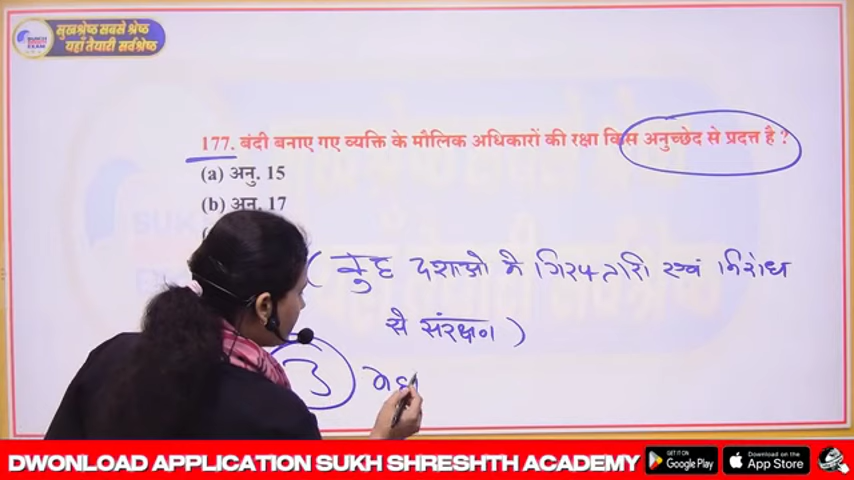 सुखश्रेष्ठ सबसे श्रेष्ठ
यहाँ तैयारी सर्वश्रेष्ठ
177. बंदी बनाए गए व्यक्ति के मौलिक अधिकारों की रक्षा किस अनुच्छेद से प्रदत्त है ?
(a) अनु. 15
(b) अनु. 17
( कुछ दशाओ मे गिरफ्तारी एवं निरोध
से संरक्षण )
3
DWONLOAD APPLICATION SUKH SHRESHTH ACADEMY
GET IT ON
Google Play
Download on the
App Store